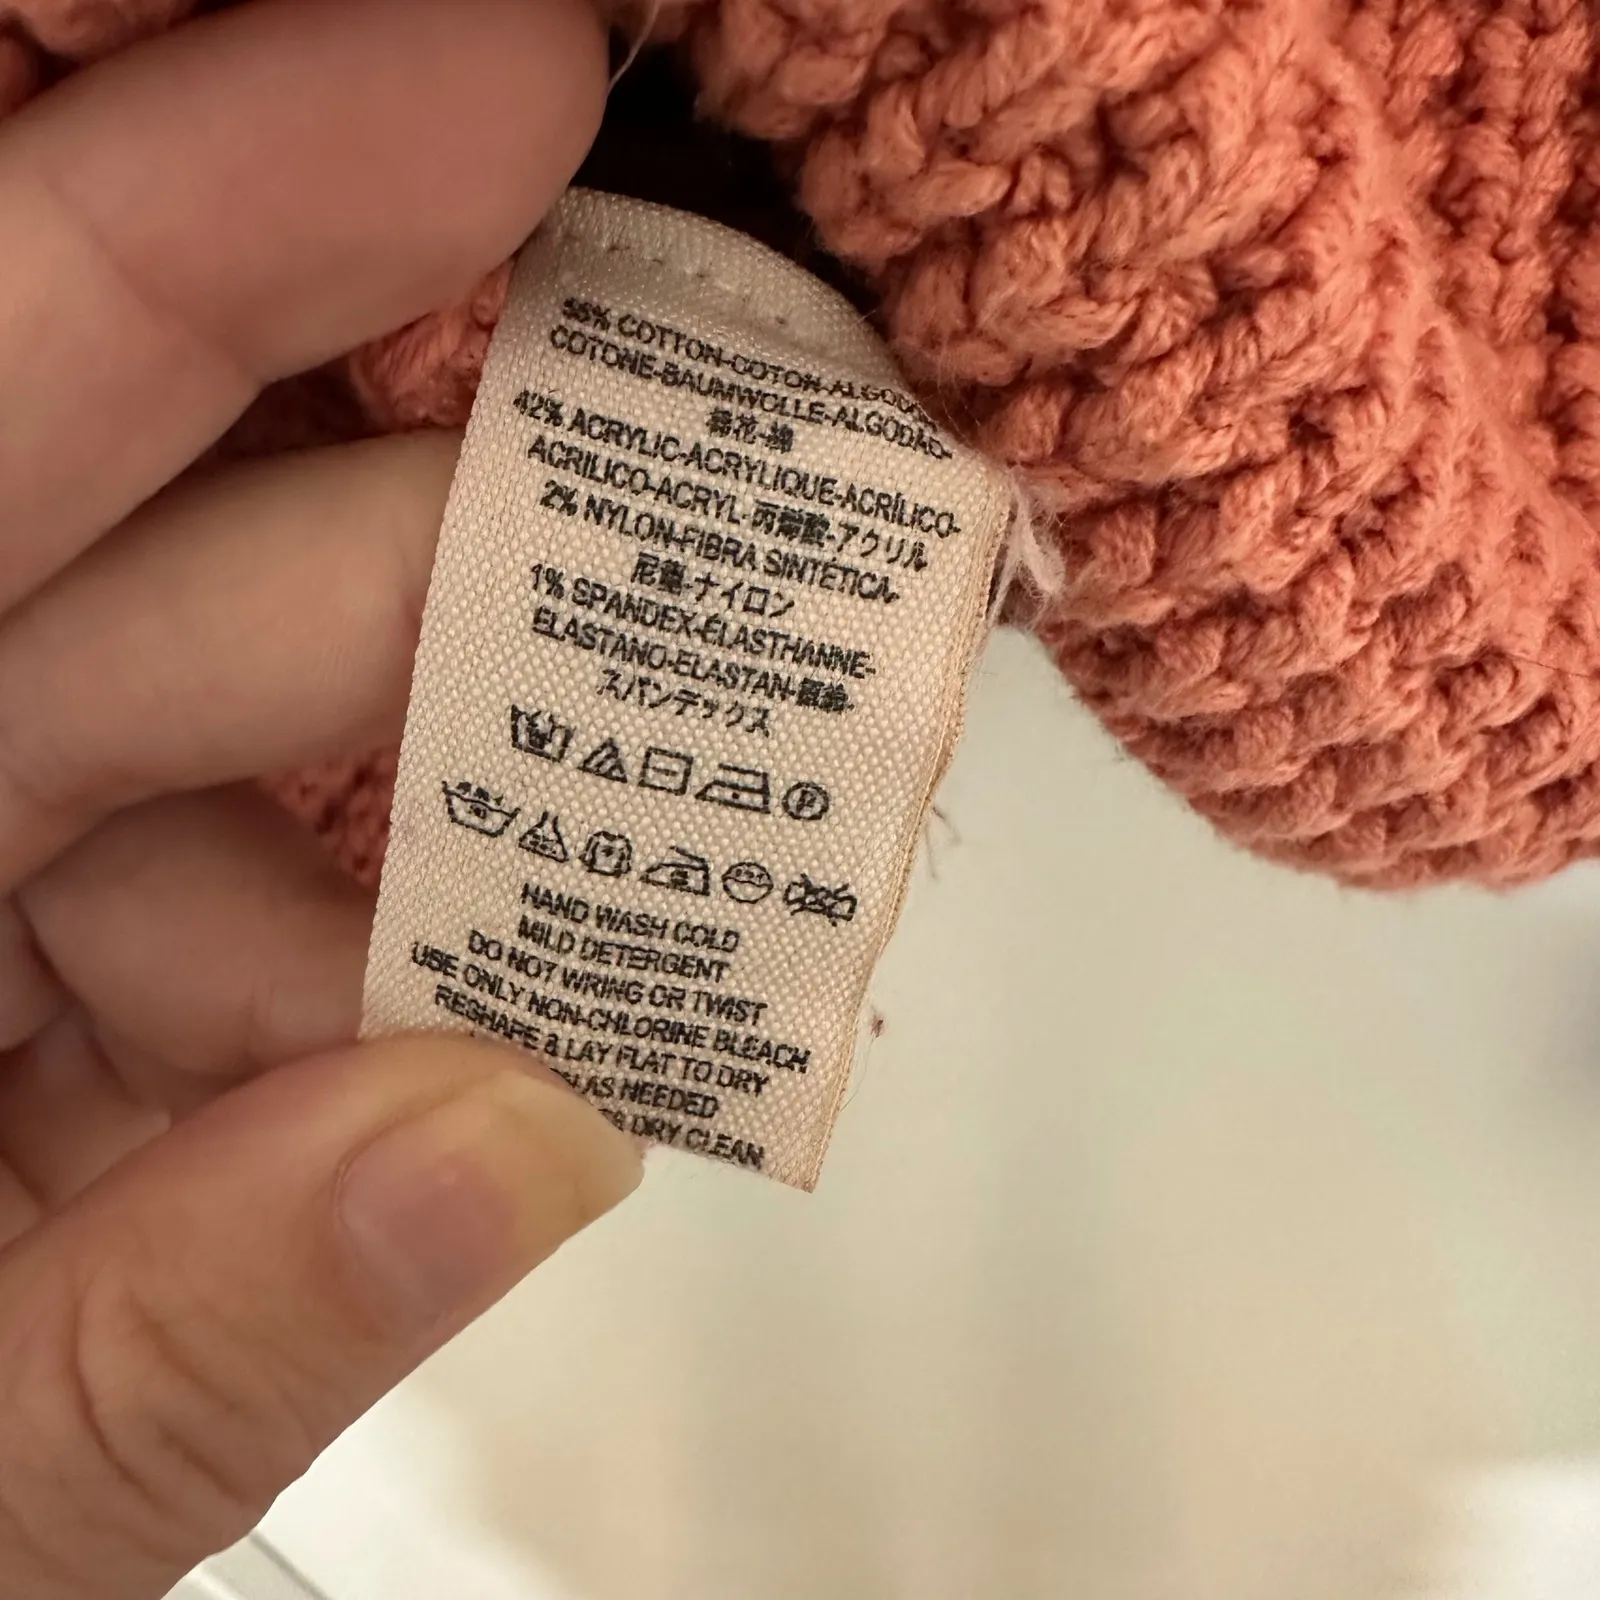 55% COTTON-COTON-ALGODÓN-
COTONE-BAUMWOLLE-ALGODÃO-
棉花-綿
42% ACRYLIC-ACRYLIQUE-ACRÍLICO-
ACRILICO-ACRYL-丙烯酸-アクリル
2% NYLON-FIBRA SINTÉTICA-
尼龍-ナイロン
1% SPANDEX-ÉLASTHANNE-
ELASTANO-ELASTAN-
スパンデックス
P
HAND WASH COLD
MILD DETERGENT
DO NOT WRING OR TWIST
USE ONLY NON-CHLORINE BLEACH
RESHAPE & LAY FLAT TO DRY
AS NEEDED
DRY CLEAN